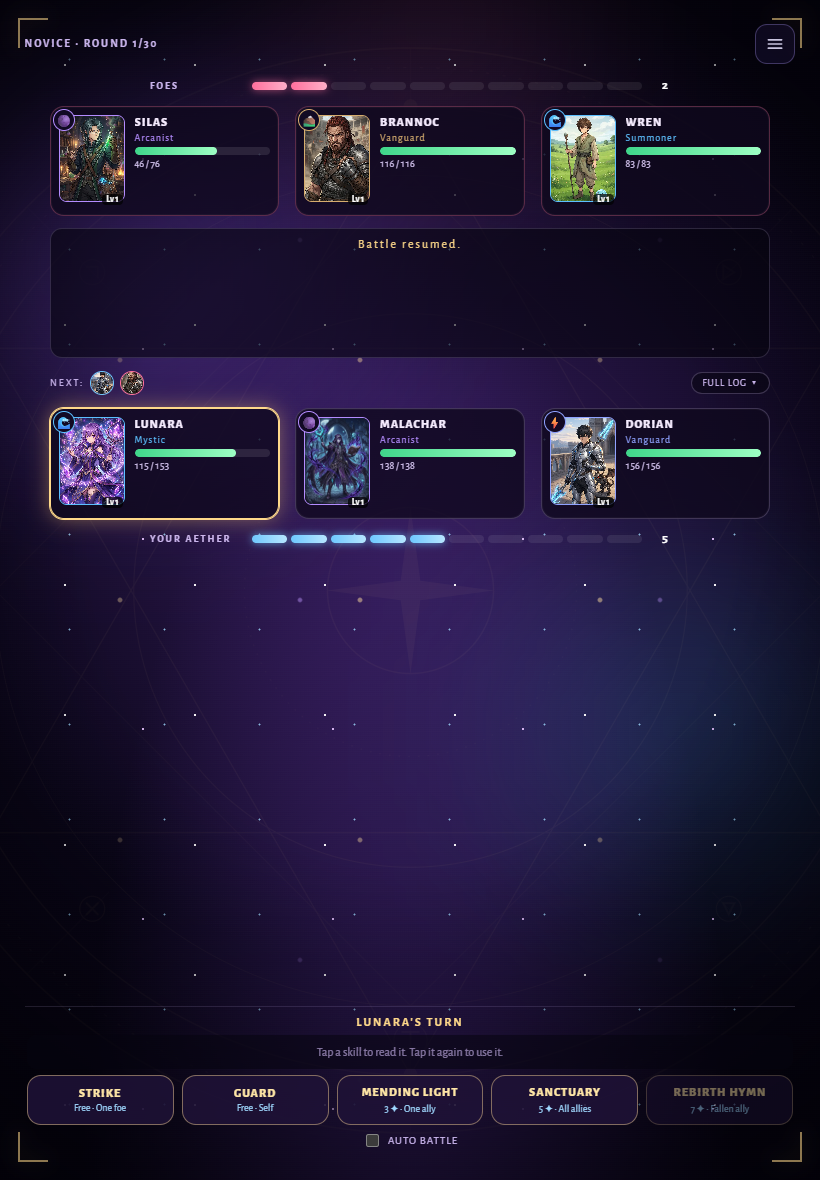 NOVICE · ROUND 1/30
FOES 2
SILAS
Arcanist
46/76
Lv1
BRANNOC
Vanguard
116/116
Lv1
WREN
Summoner
83/83
Lv1
Battle resumed.
NEXT:
FULL LOG ▾
LUNARA
Mystic
115/153
Lv1
MALACHAR
Arcanist
138/138
Lv1
DORIAN
Vanguard
156/156
Lv1
YOUR AETHER 5
LUNARA'S TURN
Tap a skill to read it. Tap it again to use it.
STRIKE
Free · One foe
GUARD
Free · Self
MENDING LIGHT
3 ✦ · One ally
SANCTUARY
5 ✦ · All allies
REBIRTH HYMN
7 ✦ · Fallen ally
AUTO BATTLE